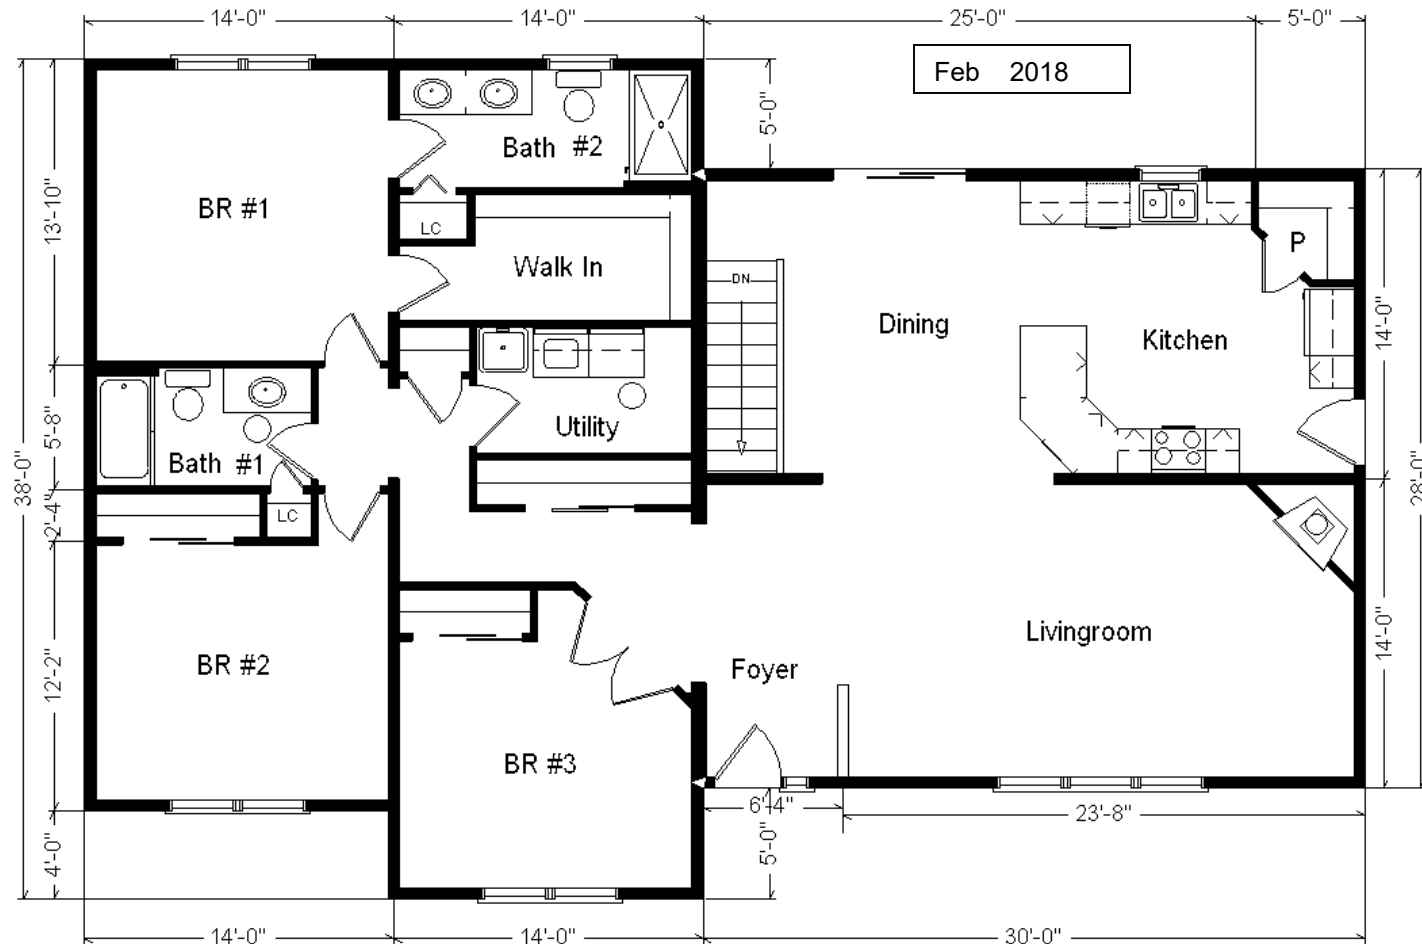 14'-0"
14'-0"
25'-0"
5'-0"
Feb 2018
5'-0"
Bath #2
13'-10"
BR #1
LC
P
Walk In
DN
Dining
Kitchen
14'-0"
5'-8"
Utility
Bath #1
38'-0"
28'-0"
2'-4"
LC
Livingroom
14'-0"
BR #2
12'-2"
Foyer
BR #3
6'-4"
23'-8"
4'-0"
5'-0"
14'-0"
14'-0"
30'-0"